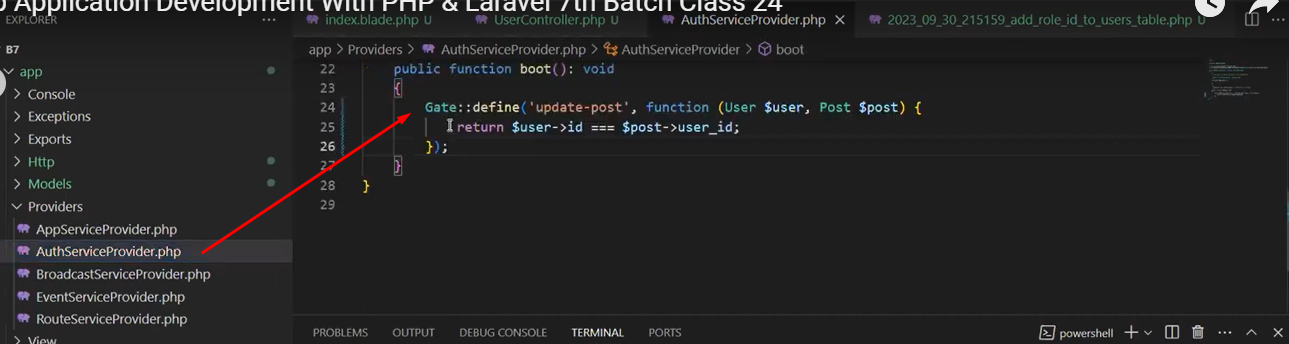 Application Development With PHP & Laravel 7th Batch Class 24
EXPLORER ...
index.blade.php U
UserController.php U
AuthServiceProvider.php ×
2023_09_30_215159_add_role_id_to_users_table.php U
...
B7
app > Providers > AuthServiceProvider.php > AuthServiceProvider > boot
app
Console
Exceptions
Exports
Http
Models
Providers
AppServiceProvider.php
AuthServiceProvider.php
BroadcastServiceProvider.php
EventServiceProvider.php
RouteServiceProvider.php
View
22 public function boot(): void
23 {
24 Gate::define('update-post', function (User $user, Post $post) {
25 return $user->id === $post->user_id;
26 });
27 }
28 }
29
PROBLEMS OUTPUT DEBUG CONSOLE TERMINAL PORTS
powershell